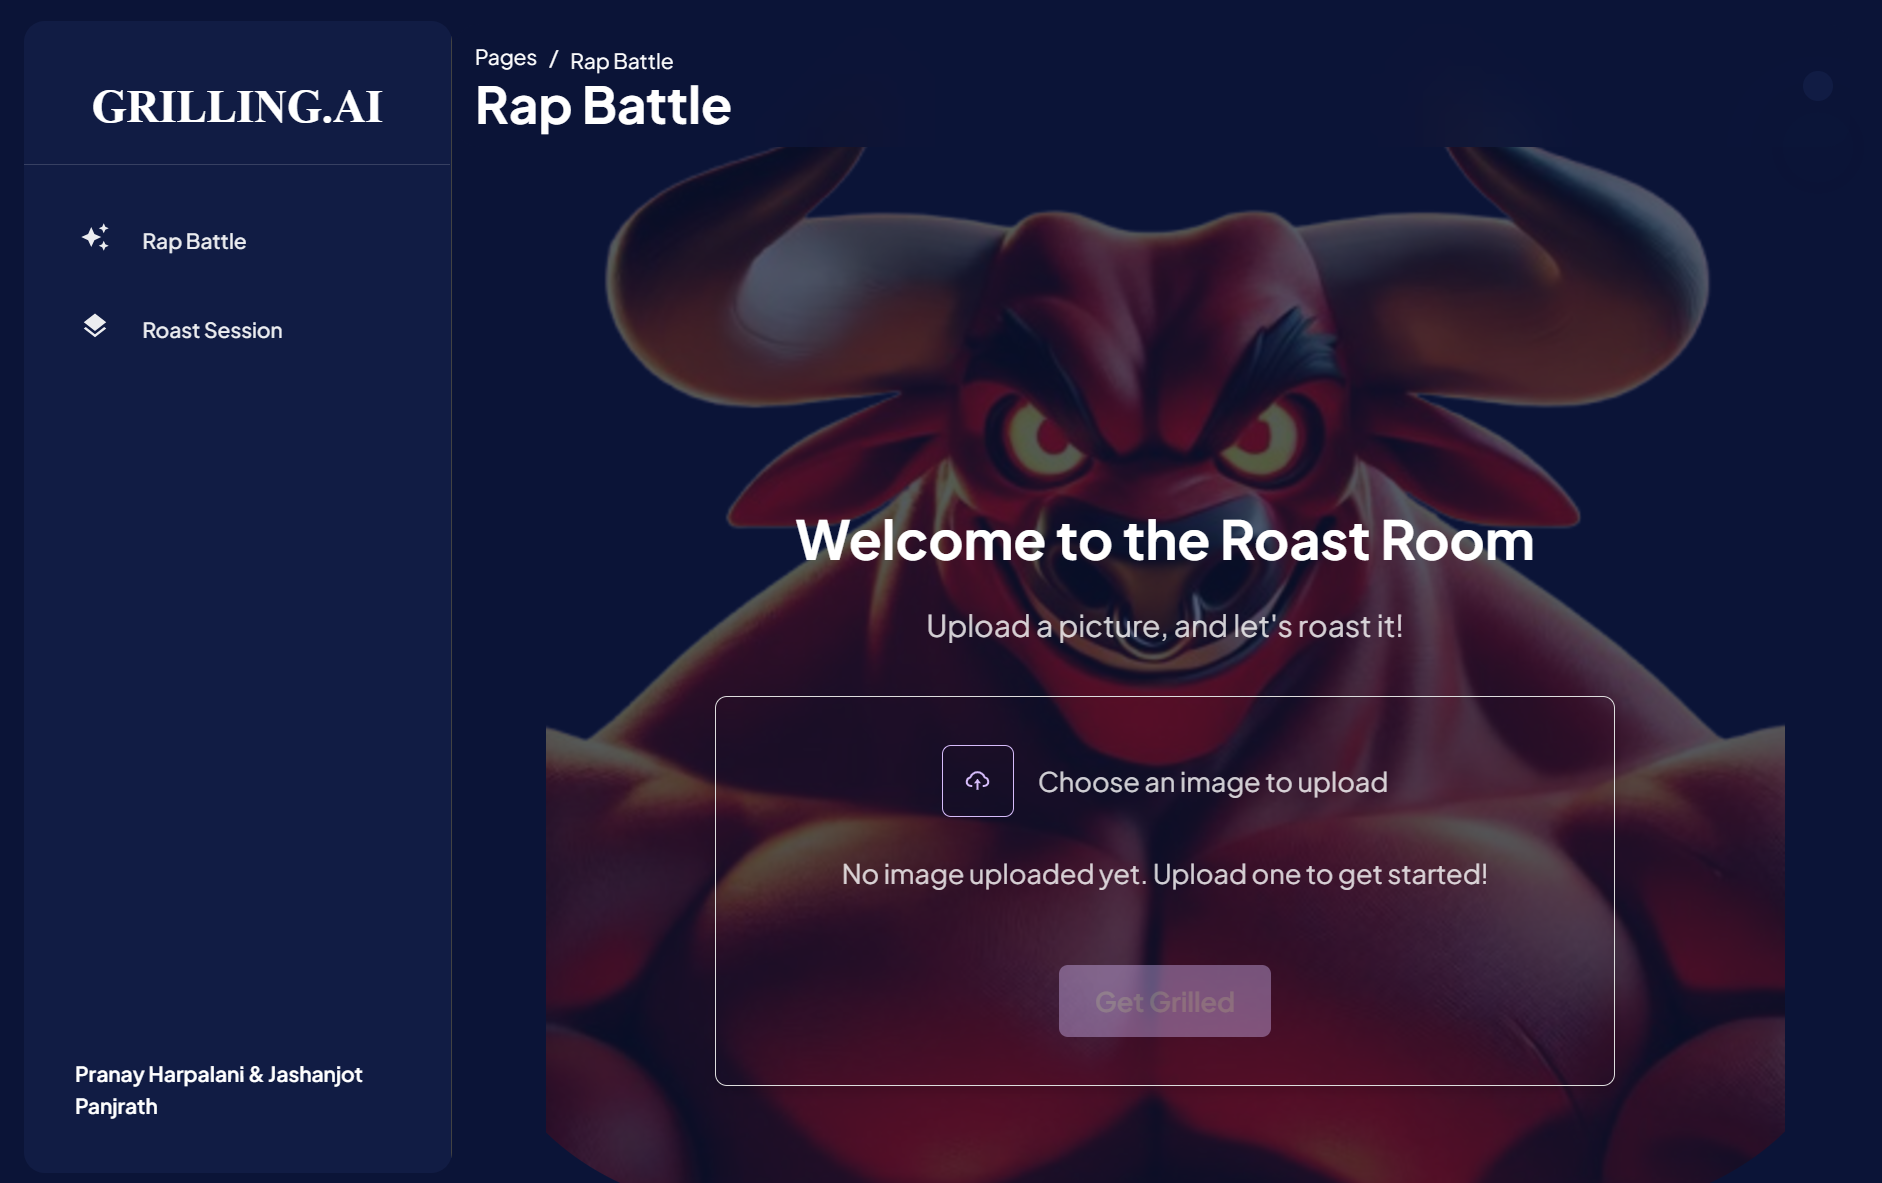 GRILLING.AI
Rap Battle
Roast Session
Pranay Harpalani & Jashanjot
Panjrath
Pages / Rap Battle
Rap Battle
Welcome to the Roast Room
Upload a picture, and let's roast it!
Choose an image to upload
No image uploaded yet. Upload one to get started!
Get Grilled